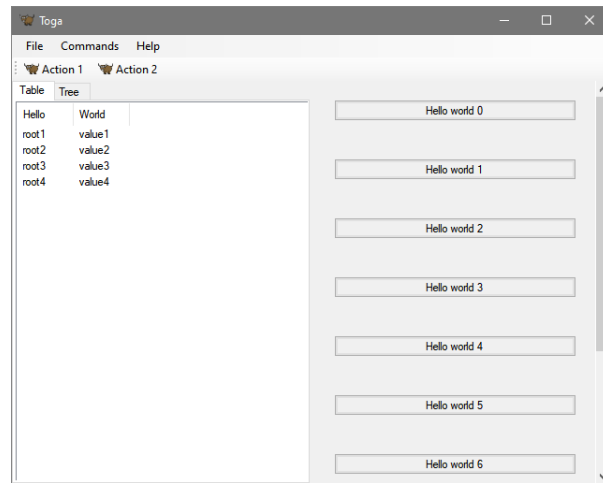 Toga
File Commands Help
Action 1 Action 2
Table Tree
Hello World
root1 value1
root2 value2
root3 value3
root4 value4
Hello world 0
Hello world 1
Hello world 2
Hello world 3
Hello world 4
Hello world 5
Hello world 6